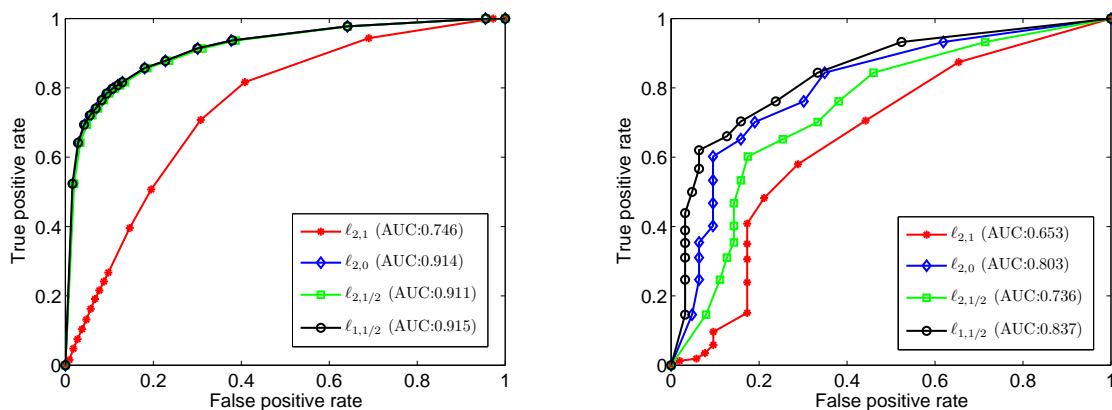 True positive rate
1
0.8
0.6
0.4
0.2
0
0
0.2
0.4
0.6
0.8
1
False positive rate
ℓ2,1 (AUC:0.746)
ℓ2,0 (AUC:0.914)
ℓ2,1/2 (AUC:0.911)
ℓ1,1/2 (AUC:0.915)
True positive rate
1
0.8
0.6
0.4
0.2
0
0
0.2
0.4
0.6
0.8
1
False positive rate
ℓ2,1 (AUC:0.653)
ℓ2,0 (AUC:0.803)
ℓ2,1/2 (AUC:0.736)
ℓ1,1/2 (AUC:0.837)